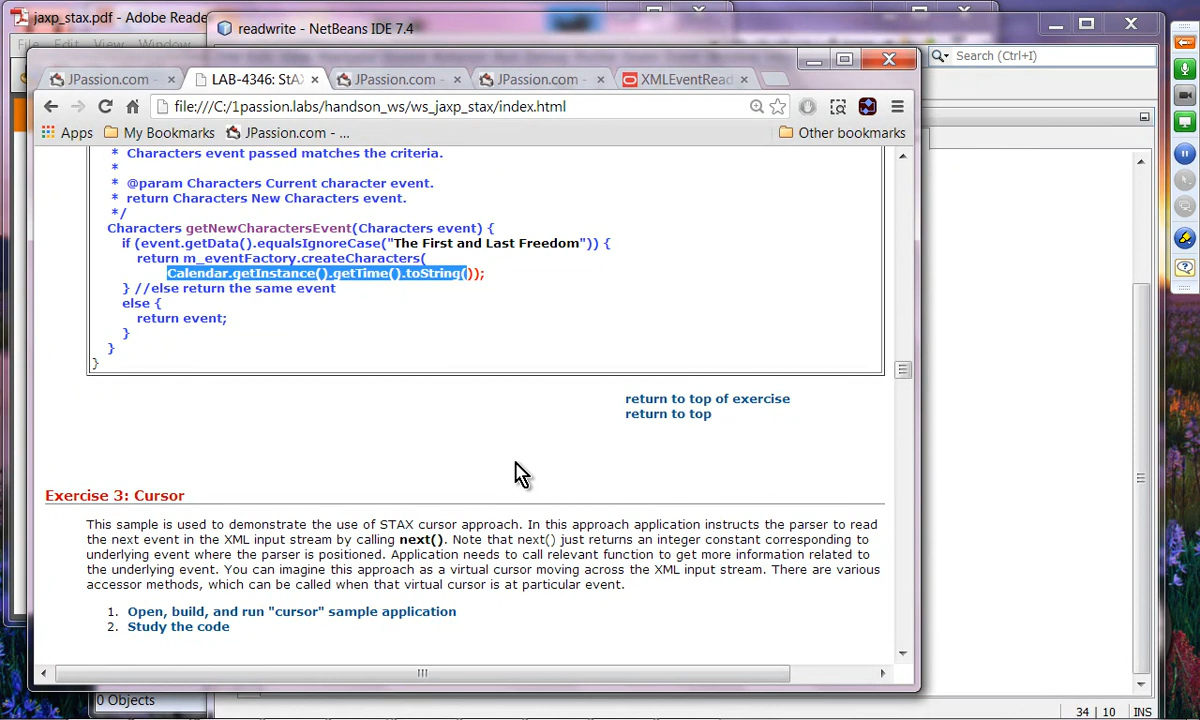 jaxp_stax.pdf - Adobe Reade
readwrite - NetBeans IDE 7.4
File Edit View Window
Search (Ctrl+I)
JPassion.com -
LAB-4346: StA
JPassion.com -
JPassion.com -
XMLEventRead
file:///C:/1passion.labs/handson_ws/ws_jaxp_stax/index.html
Apps
My Bookmarks
JPassion.com - ...
Other bookmarks
* Characters event passed matches the criteria.
*
* @param Characters Current character event.
* return Characters New Characters event.
*/
Characters getNewCharactersEvent(Characters event) {
if (event.getData().equalsIgnoreCase("The First and Last Freedom")) {
return m_eventFactory.createCharacters(
Calendar.getInstance().getTime().toString());
} //else return the same event
else {
return event;
}
}
}
return to top of exercise
return to top
Exercise 3: Cursor
This sample is used to demonstrate the use of STAX cursor approach. In this approach application instructs the parser to read
the next event in the XML input stream by calling next(). Note that next() just returns an integer constant corresponding to
underlying event where the parser is positioned. Application needs to call relevant function to get more information related to
the underlying event. You can imagine this approach as a virtual cursor moving across the XML input stream. There are various
accessor methods, which can be called when that virtual cursor is at particular event.
1. Open, build, and run "cursor" sample application
2. Study the code
0 Objects
34 | 10
INS